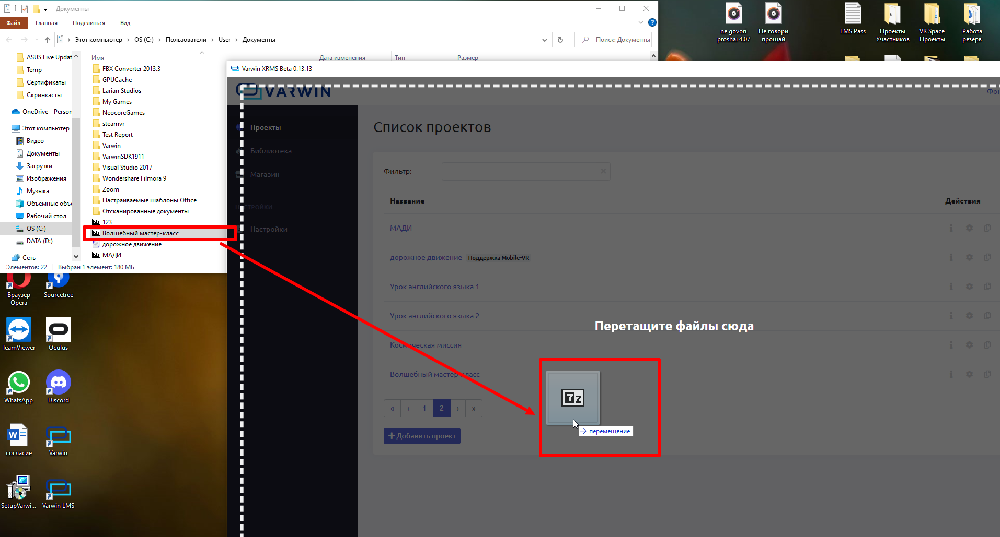 Документы
Файл
Главная
Поделиться
Вид
Этот компьютер
OS (C:)
Пользователи
User
Документы
Поиск: Документы
ASUS Live Updat
Temp
Сертификаты
Скринкасты
OneDrive - Person
Этот компьютер
Видео
Документы
Загрузки
Изображения
Музыка
Объемные объе
Рабочий стол
OS (C:)
DATA (D:)
Сеть
Имя
Дата изменения
Тип
Размер
FBX Converter 2013.3
GPUCache
Larian Studios
My Games
NeocoreGames
steamvr
Test Report
Varwin
VarwinSDK1911
Visual Studio 2017
Wondershare Filmora 9
Zoom
Настраиваемые шаблоны Office
Отсканированные документы
7z 123
7z Волшебный мастер-класс
дорожное движение
7z МАДИ
Элементов: 22
Выбран 1 элемент: 180 МБ
ne govori
proshai 4.07
Не говори
прощай
LMS Pass
Проекты
Участников
VR Space
Проекты
Работа
резерв
Varwin XRMS Beta 0.13.13
VARWIN
Фон
Проекты
Библиотека
Магазин
НАСТРОЙКИ
Настройки
Список проектов
Фильтр:
Название
Действия
МАДИ
дорожное движение Поддержка Mobile-VR
Урок английского языка 1
Урок английского языка 2
Перетащите файлы сюда
Космическая миссия
Волшебный мастер-класс
« ‹ 1 2 › »
+ Добавить проект
7z
перемещение
Браузер
Opera
Sourcetree
TeamViewer
Oculus
WhatsApp
Discord
W
согласие
Varwin
SetupVarwi...
Varwin LMS